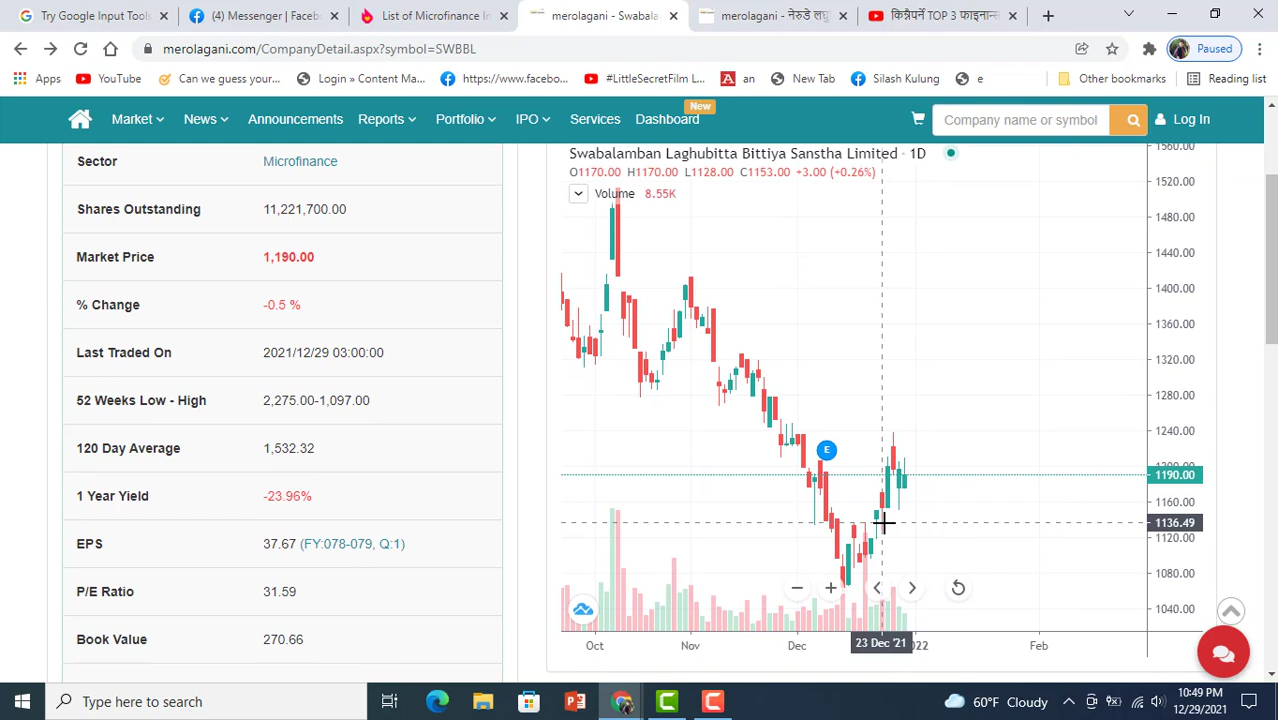 Try Google Input Tools
(4) Messenger | Faceb
List of Microfinance In
merolagani - Swabala
merolagani - नेरुडे लघु
किन्नैपर्ने TOP 3 फाइनान्स
merolagani.com/CompanyDetail.aspx?symbol=SWBBL
Paused
Apps
YouTube
Can we guess your...
Login » Content Ma...
https://www.facebo...
#LittleSecretFilm L...
an
New Tab
Silash Kulung
e
Other bookmarks
Reading list
Market
News
Announcements
Reports
Portfolio
IPO
Services
New
Dashboard
Company name or symbol
Log In
Sector Microfinance
Shares Outstanding 11,221,700.00
Market Price 1,190.00
% Change -0.5 %
Last Traded On 2021/12/29 03:00:00
52 Weeks Low - High 2,275.00-1,097.00
120 Day Average 1,532.32
1 Year Yield -23.96%
EPS 37.67 (FY:078-079, Q:1)
P/E Ratio 31.59
Book Value 270.66
Swabalamban Laghubitta Bittiya Sanstha Limited · 1D
O1170.00 H1170.00 L1128.00 C1153.00 +3.00 (+0.26%)
Volume 8.55K
E
1560.00
1520.00
1480.00
1440.00
1400.00
1360.00
1320.00
1280.00
1240.00
1200.00
1190.00
1160.00
1136.49
1120.00
1080.00
1040.00
Oct
Nov
Dec
23 Dec '21
2022
Feb
Type here to search
60°F Cloudy
10:49 PM
12/29/2021